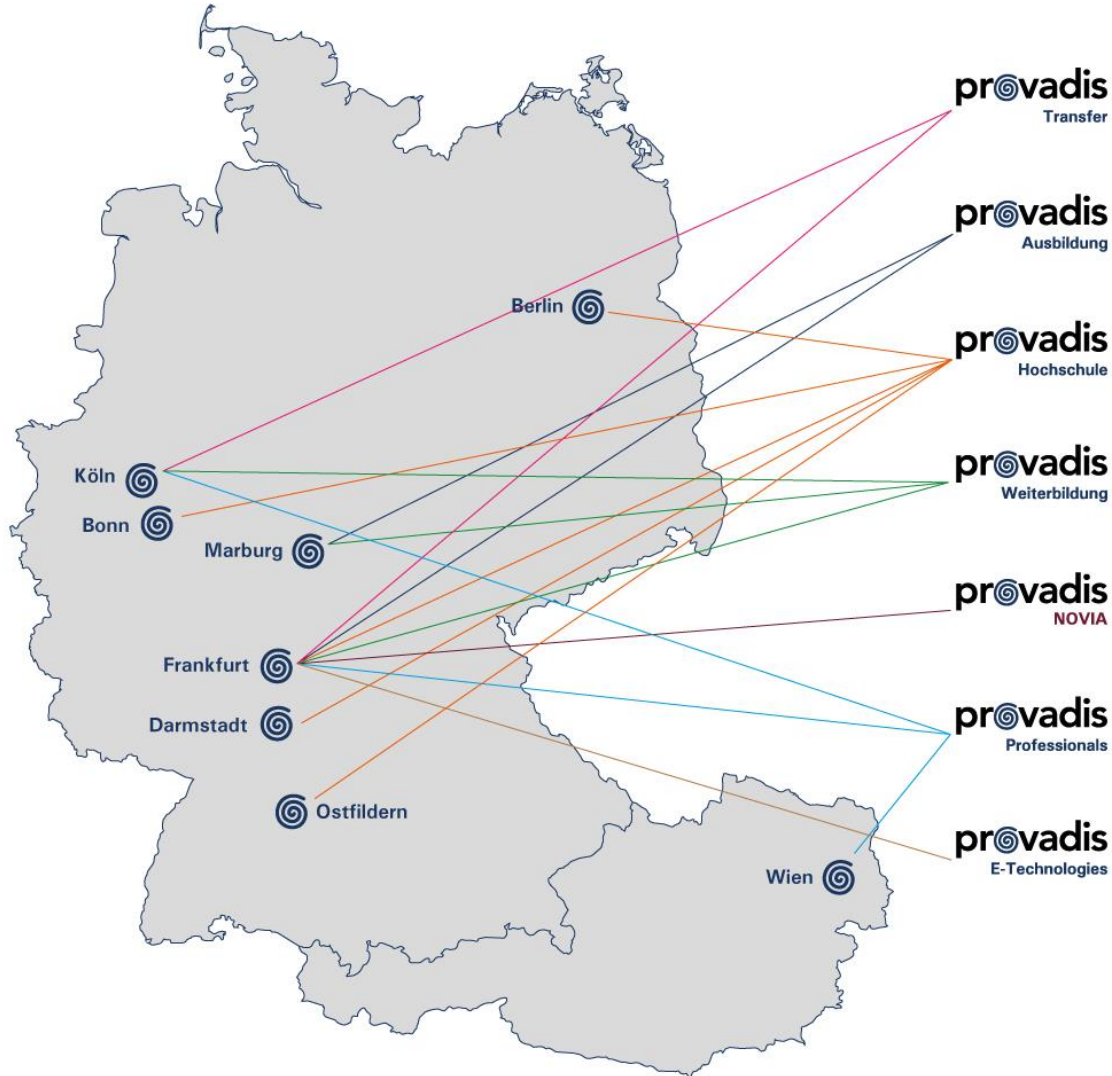 provadis
Transfer
provadis
Ausbildung
Berlin
provadis
Hochschule
Köln
provadis
Weiterbildung
Bonn
Marburg
provadis
NOVIA
Frankfurt
Darmstadt
provadis
Professionals
Ostfildern
provadis
E-Technologies
Wien